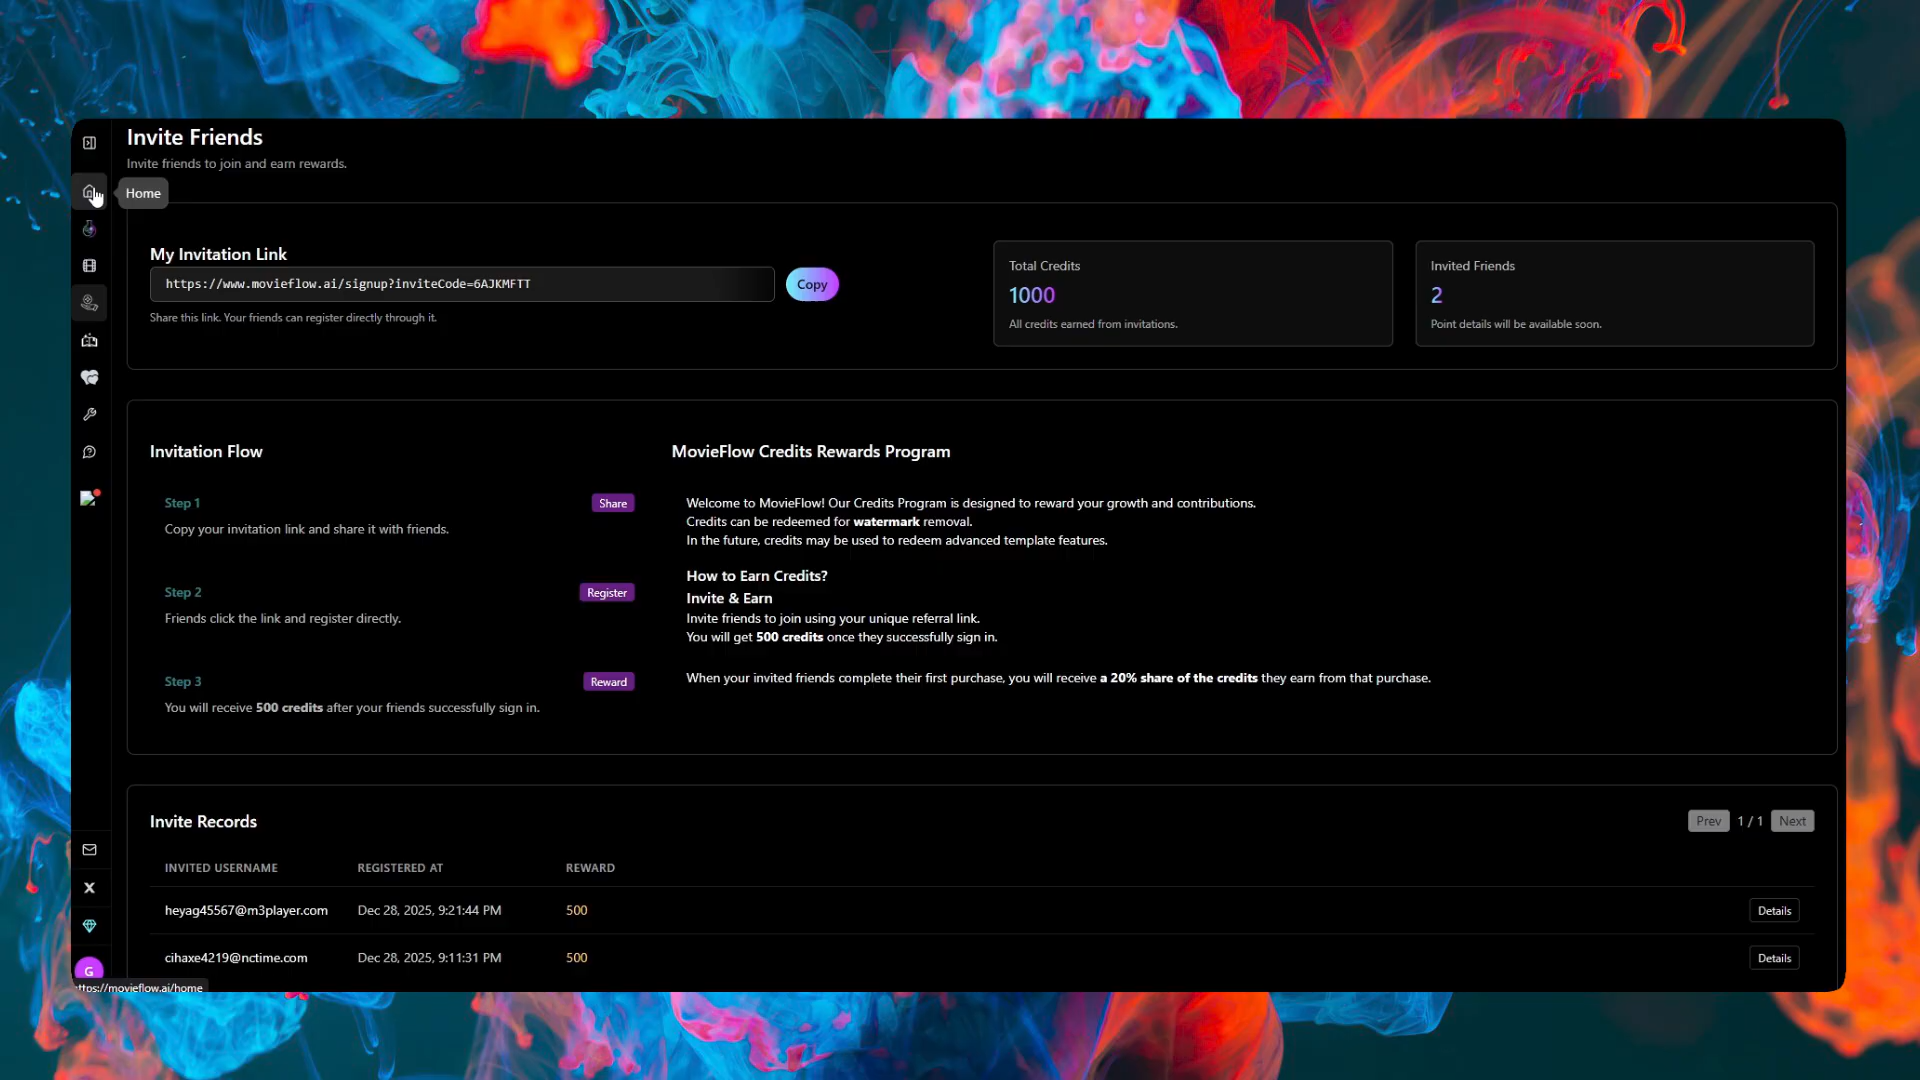 Invite Friends
Invite friends to join and earn rewards.
Home
My Invitation Link
https://www.movieflow.ai/signup?inviteCode=6AJKMFTT
Copy
Share this link. Your friends can register directly through it.
Total Credits
1000
All credits earned from invitations.
Invited Friends
2
Point details will be available soon.
Invitation Flow
Step 1
Share
Copy your invitation link and share it with friends.
Step 2
Register
Friends click the link and register directly.
Step 3
Reward
You will receive 500 credits after your friends successfully sign in.
MovieFlow Credits Rewards Program
Welcome to MovieFlow! Our Credits Program is designed to reward your growth and contributions.
Credits can be redeemed for watermark removal.
In the future, credits may be used to redeem advanced template features.
How to Earn Credits?
Invite & Earn
Invite friends to join using your unique referral link.
You will get 500 credits once they successfully sign in.
When your invited friends complete their first purchase, you will receive a 20% share of the credits they earn from that purchase.
Invite Records
Prev 1 / 1 Next
INVITED USERNAME REGISTERED AT REWARD
heyag45567@m3player.com Dec 28, 2025, 9:21:44 PM 500 Details
cihaxe4219@nctime.com Dec 28, 2025, 9:11:31 PM 500 Details
X
G
ttps://movieflow.ai/home